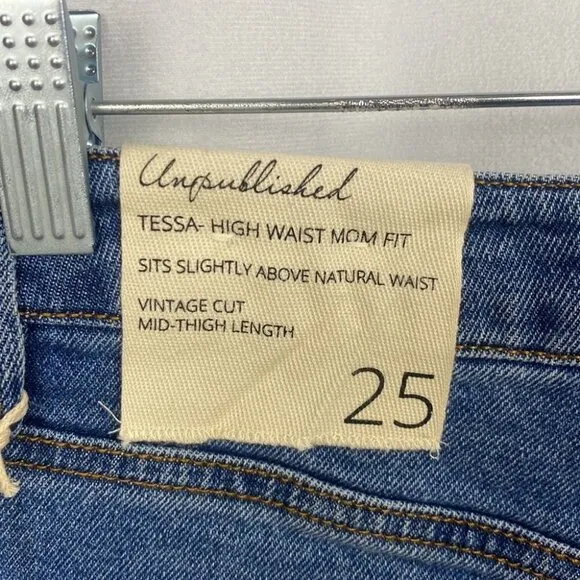 Unpublished
TESSA- HIGH WAIST MOM FIT
SITS SLIGHTLY ABOVE NATURAL WAIST
VINTAGE CUT
MID-THIGH LENGTH
25